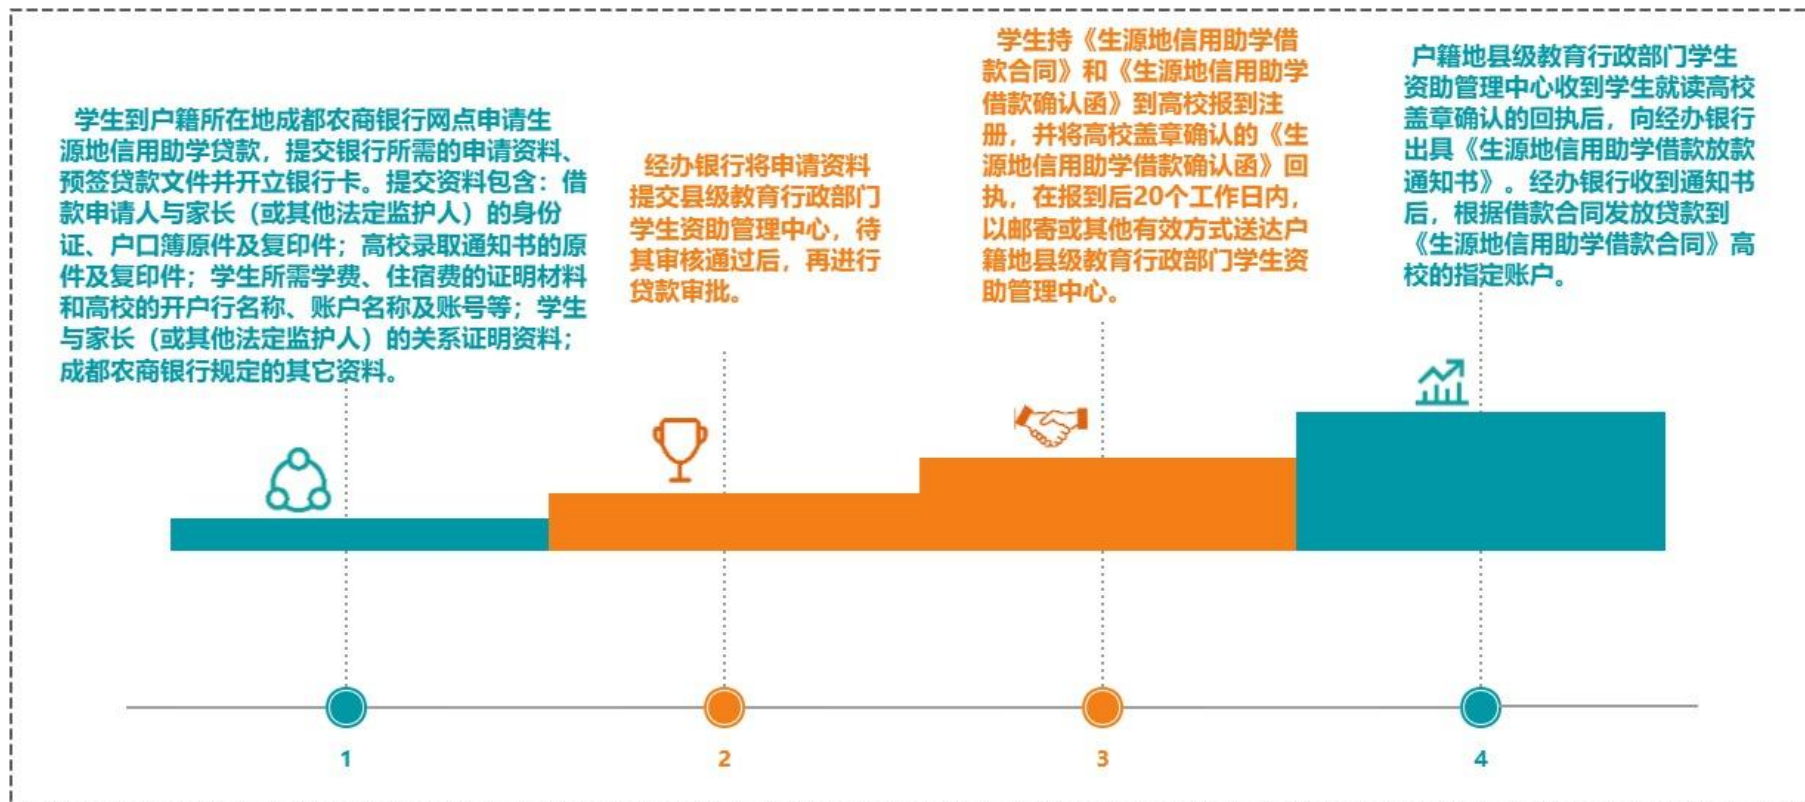 学生到户籍所在地成都农商银行网点申请生
源地信用助学贷款，提交银行所需的申请资料、
预签贷款文件并开立银行卡。提交资料包含：借
款申请人与家长（或其他法定监护人）的身份
证、户口簿原件及复印件；高校录取通知书的原
件及复印件；学生所需学费、住宿费的证明材料
和高校的开户行名称、账户名称及账号等；学生
与家长（或其他法定监护人）的关系证明资料；
成都农商银行规定的其它资料。
经办银行将申请资料
提交县级教育行政部门
学生资助管理中心，待
其审核通过后，再进行
贷款审批。
学生持《生源地信用助学借
款合同》和《生源地信用助学
借款确认函》到高校报到注
册，并将高校盖章确认的《生
源地信用助学借款确认函》回
执，在报到后20个工作日内，
以邮寄或其他有效方式送达户
籍地县级教育行政部门学生资
助管理中心。
户籍地县级教育行政部门学生
资助管理中心收到学生就读高校
盖章确认的回执后，向经办银行
出具《生源地信用助学借款放款
通知书》。经办银行收到通知书
后，根据借款合同发放贷款到
《生源地信用助学借款合同》高
校的指定账户。
1
2
3
4